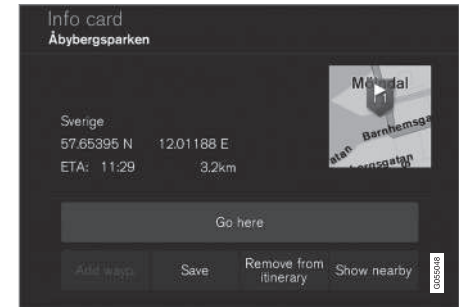 Info card
Åbybergsparken
Mölndal
Barnhemsga
Sverige
57.65395 N 12.01188 E
ETA: 11:29 3.2km
Go here
Add wayp.
Save
Remove from
itinerary
Show nearby
G055048